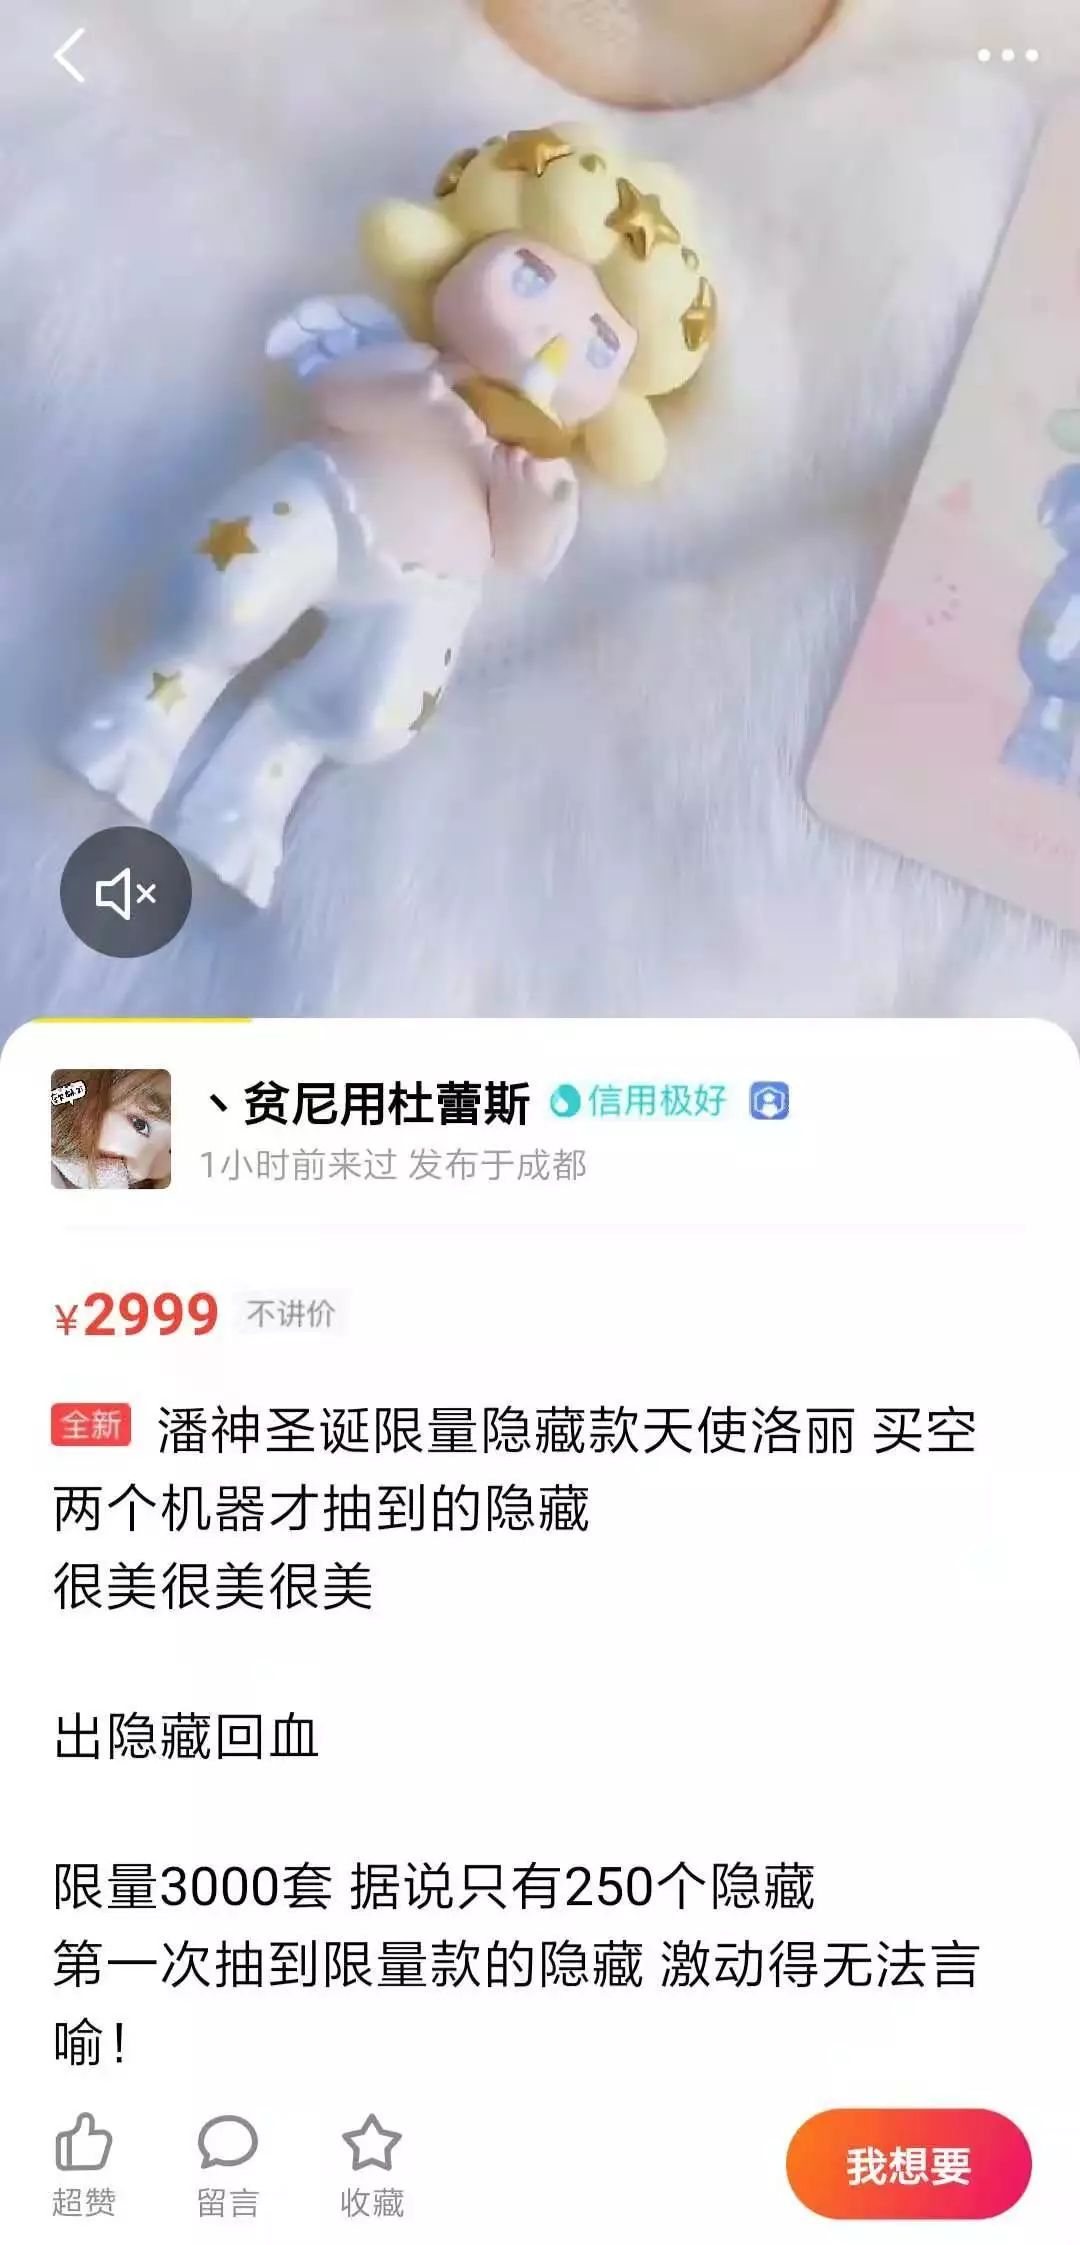 、贫尼用杜蕾斯 信用极好
1小时前来过 发布于成都
¥2999 不讲价
全新 潘神圣诞限量隐藏款天使洛丽 买空
两个机器才抽到的隐藏
很美很美很美
出隐藏回血
限量3000套 据说只有250个隐藏
第一次抽到限量款的隐藏 激动得无法言
喻！
超赞 留言 收藏 我想要